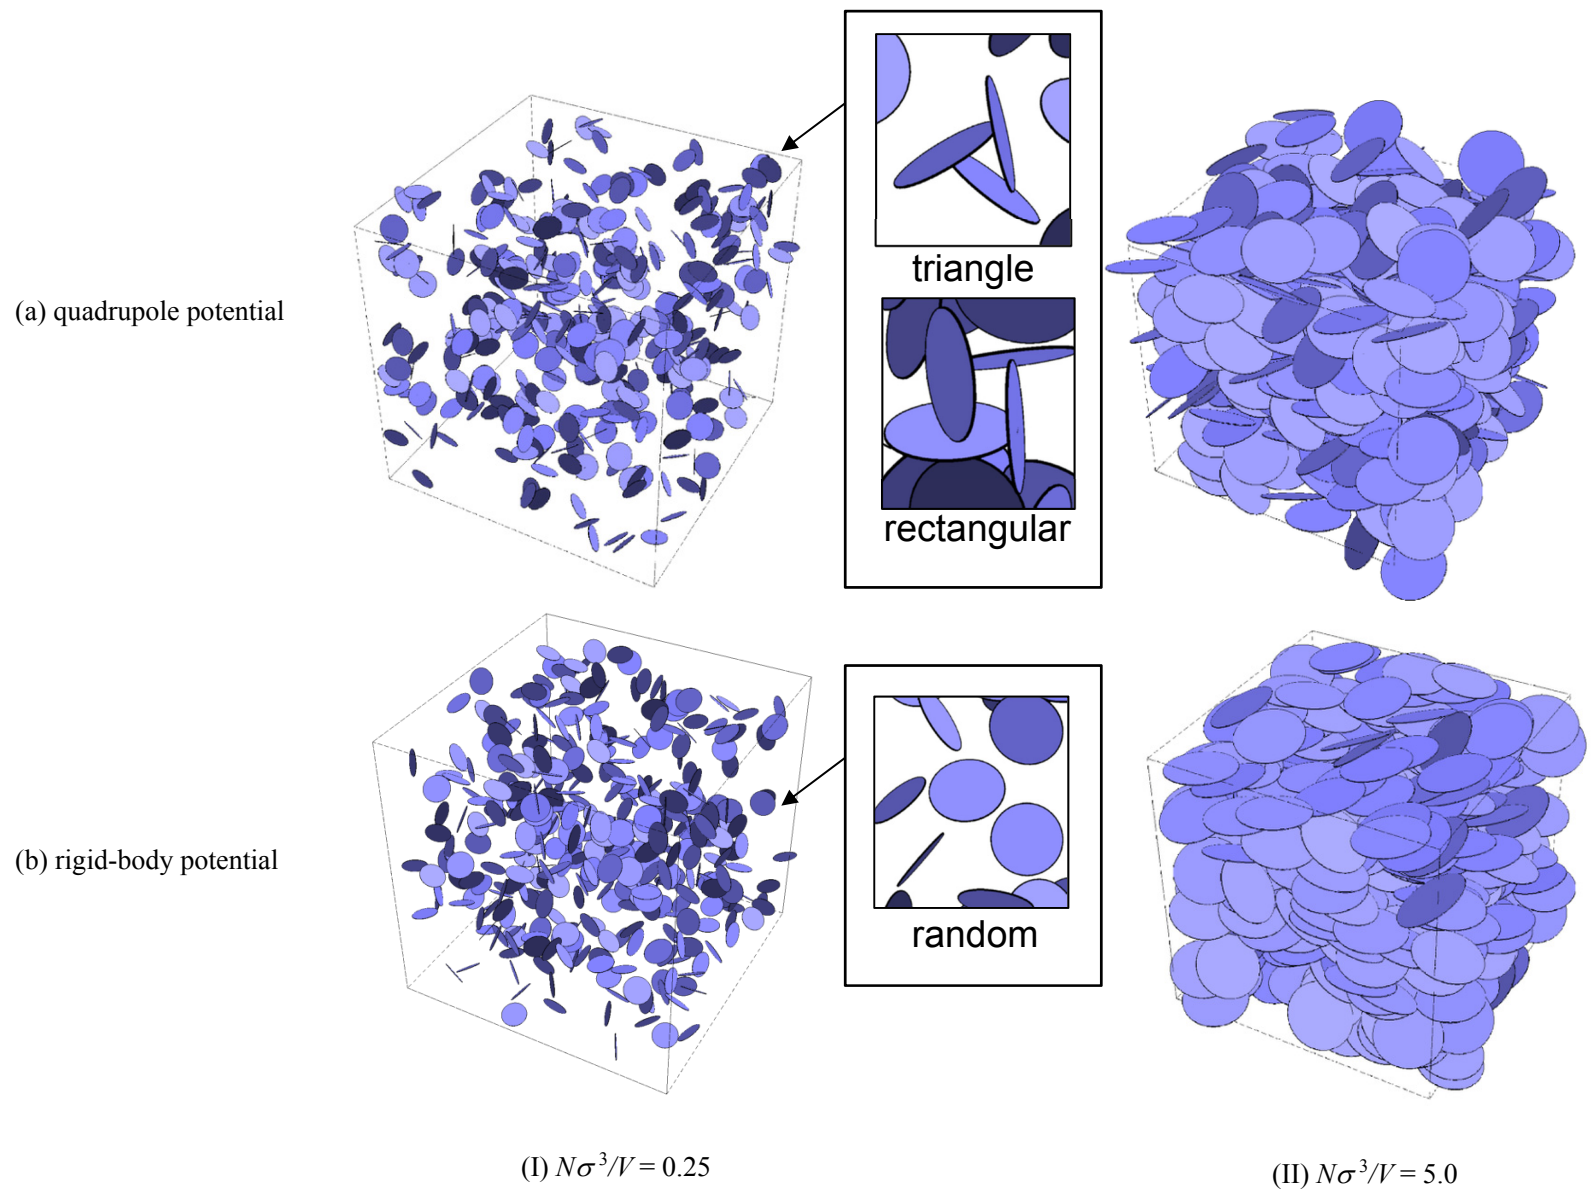 triangle
(a) quadrupole potential
rectangular
(b) rigid-body potential
random
(I) Nσ³/V = 0.25
(II) Nσ³/V = 5.0